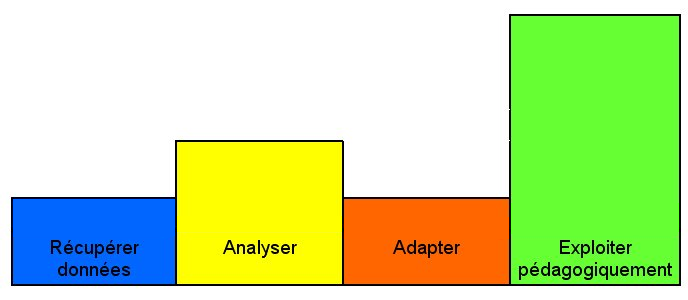 Récupérer
données
Analyser
Adapter
Exploiter
pédagogiquement